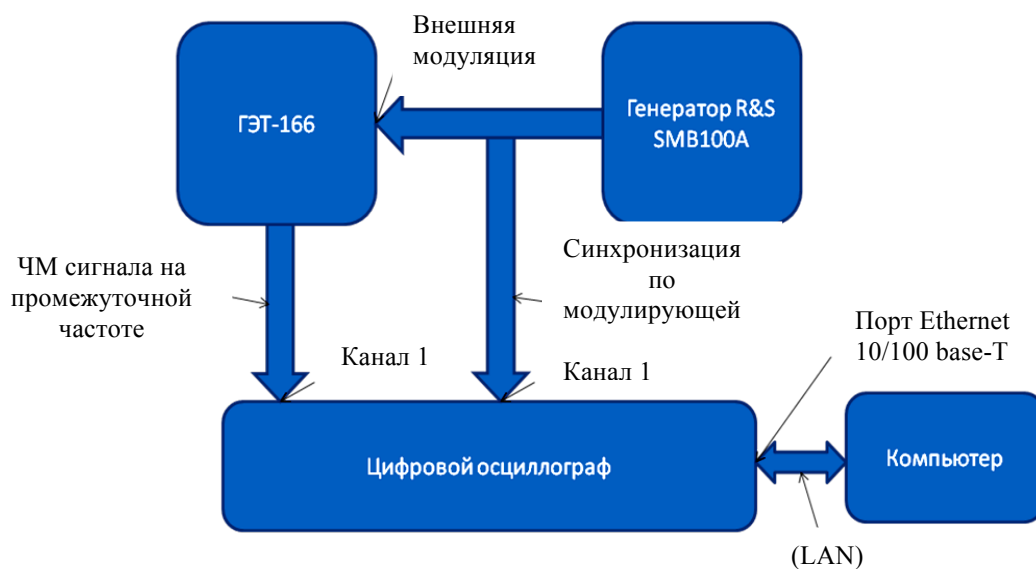 Внешняя
модуляция
ГЭТ-166
Генератор R&S
SMB100A
ЧМ сигнала на
промежуточной
частоте
Синхронизация
по
модулирующей
Порт Ethernet
10/100 base-T
Канал 1
Канал 1
Цифровой осциллограф
Компьютер
(LAN)